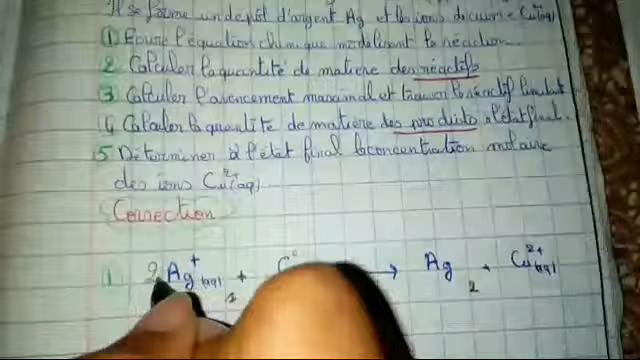 Il se forme un dépôt d'argent Ag et les ions de cuivre Cu²⁺(aq)
① Ecrire l'équation chimique modélisant la réaction.
2 Calculer la quantité de matière des réactifs
③ Calculer l'avancement maximal et trouver le réactif limitant
4 Calculer la quantité de matière des produits à l'état final.
5 Déterminer à l'état final la concentration molaire
des ions Cu²⁺(aq)
Correction
① 2Ag⁺(aq) + C → Ag + Cu²⁺(aq)
2 2